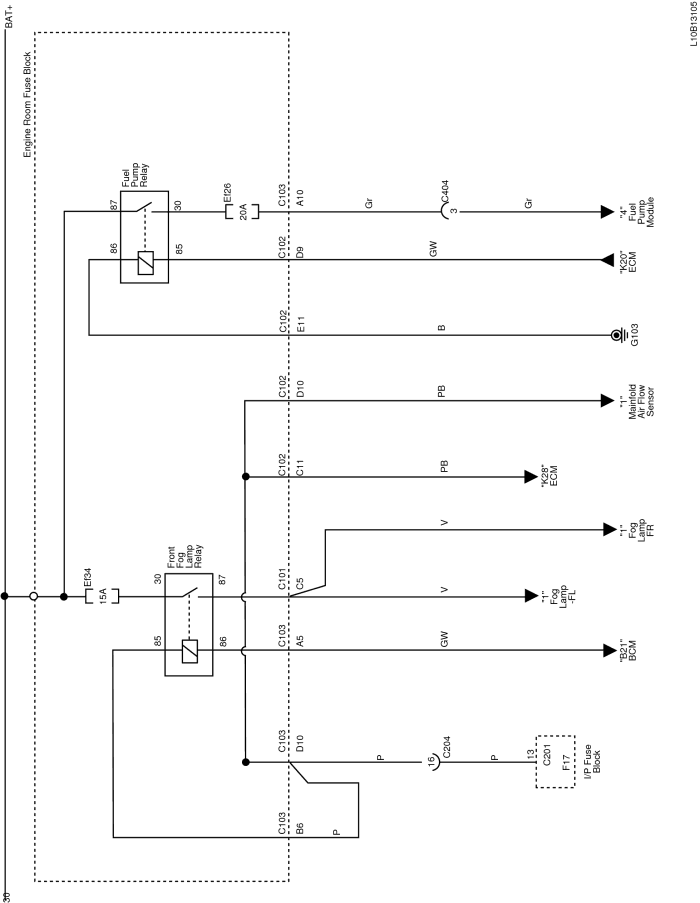 30
BAT+
Engine Room Fuse Block
Ef34
15A
Front
Fog
Lamp
Relay
85
30
86
87
Fuel
Pump
Relay
86
87
85
30
Ef26
20A
C103
B6
P
C103
D10
P
16
C204
P
13
C201
F17
I/P Fuse
Block
C103
A5
GW
"B21"
BCM
C101
C5
V
"1"
Fog
Lamp
-FL
V
"1"
Fog
Lamp
FR
C102
C11
PB
"K28"
ECM
C102
D10
PB
"1"
Mainfold
Air Flow
Sensor
C102
E11
B
G103
C102
D9
GW
"K20"
ECM
C103
A10
Gr
C404
3
Gr
"4"
Fuel
Pump
Module
L10B13105